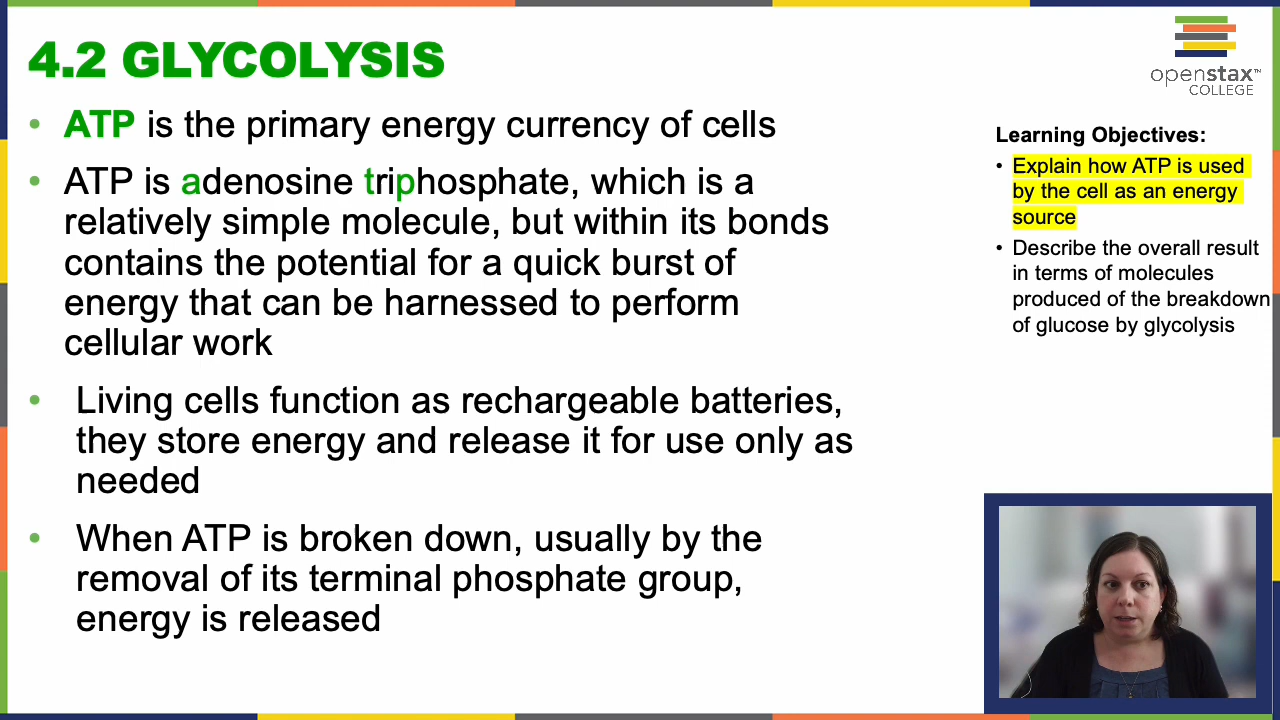 4.2 GLYCOLYSIS
• ATP is the primary energy currency of cells
• ATP is adenosine triphosphate, which is a
relatively simple molecule, but within its bonds
contains the potential for a quick burst of
energy that can be harnessed to perform
cellular work
• Living cells function as rechargeable batteries,
they store energy and release it for use only as
needed
• When ATP is broken down, usually by the
removal of its terminal phosphate group,
energy is released
openstax™
COLLEGE
Learning Objectives:
• Explain how ATP is used
by the cell as an energy
source
• Describe the overall result
in terms of molecules
produced of the breakdown
of glucose by glycolysis